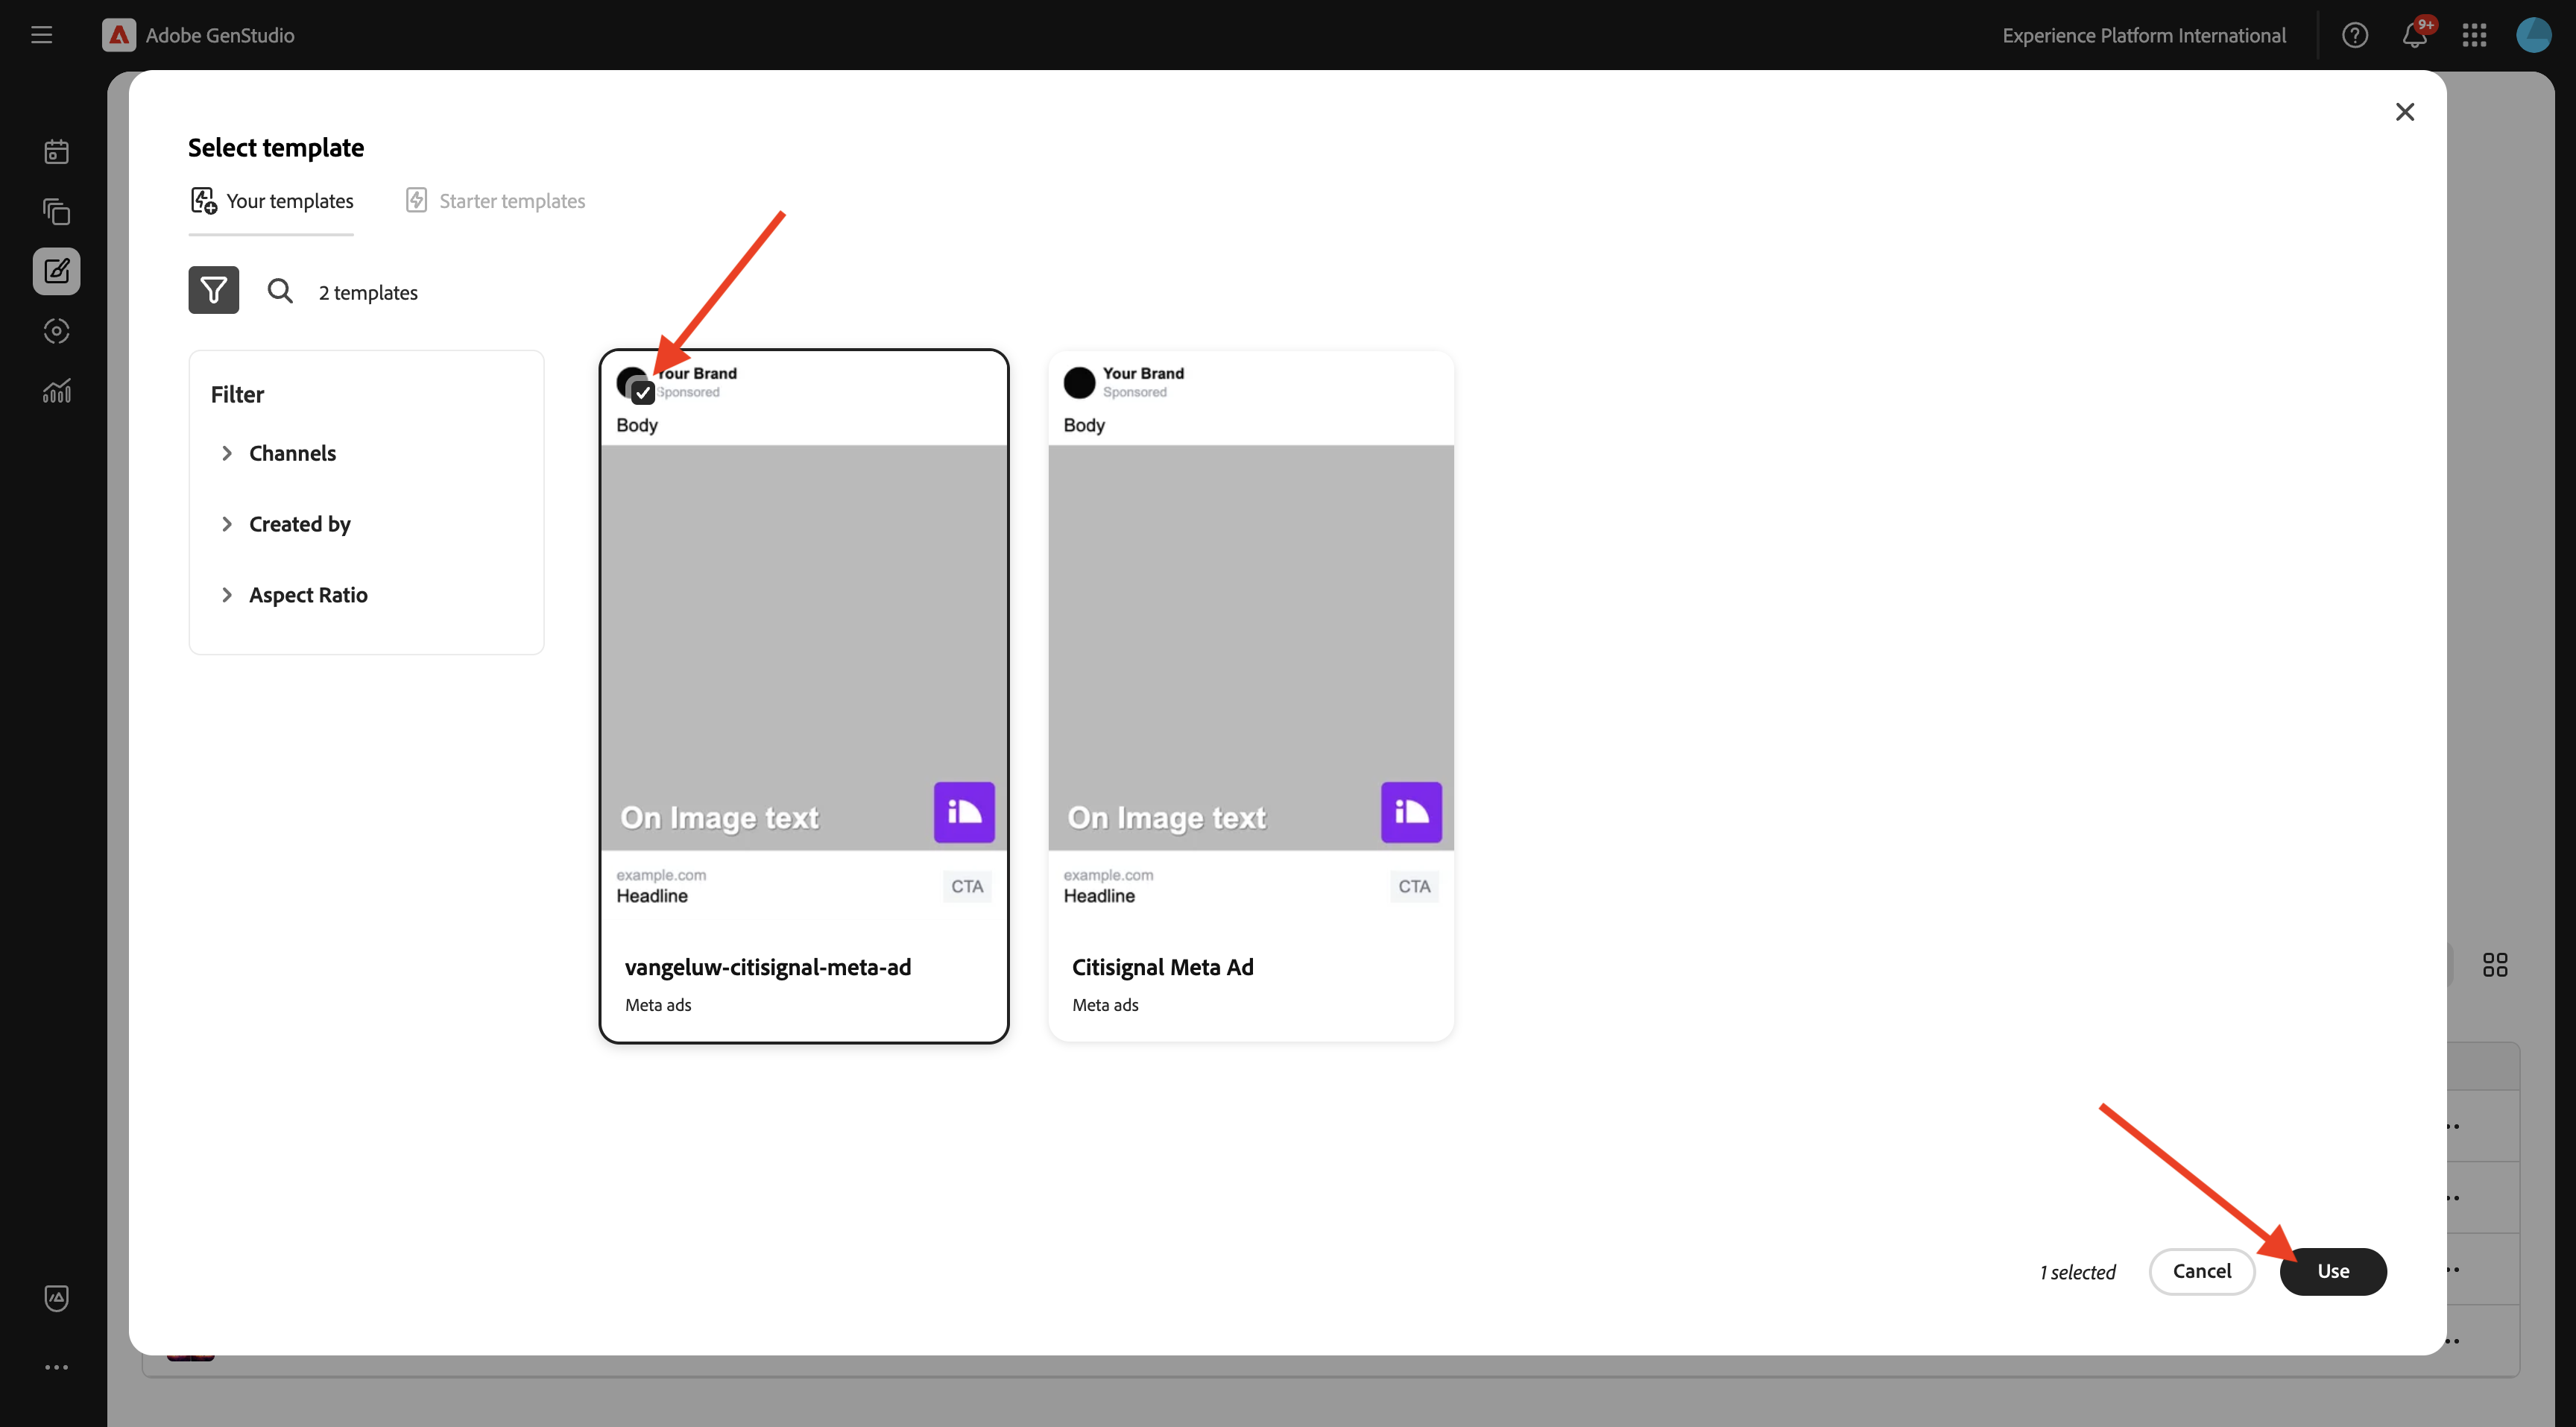 Adobe GenStudio
Experience Platform International
9+
Select template
Your templates
Starter templates
2 templates
Filter
Channels
Created by
Aspect Ratio
Your Brand
Sponsored
Body
On Image text
example.com
Headline
CTA
vangeluw-citisignal-meta-ad
Meta ads
Your Brand
Sponsored
Body
On Image text
example.com
Headline
CTA
Citisignal Meta Ad
Meta ads
1 selected
Cancel
Use